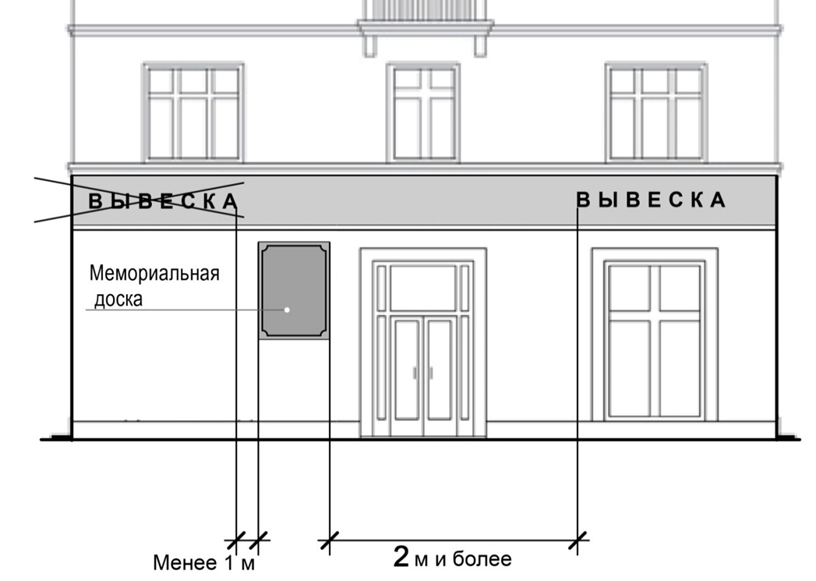 ВЫВЕСКА
ВЫВЕСКА
Мемориальная
доска
Менее 1 м
2 м и более